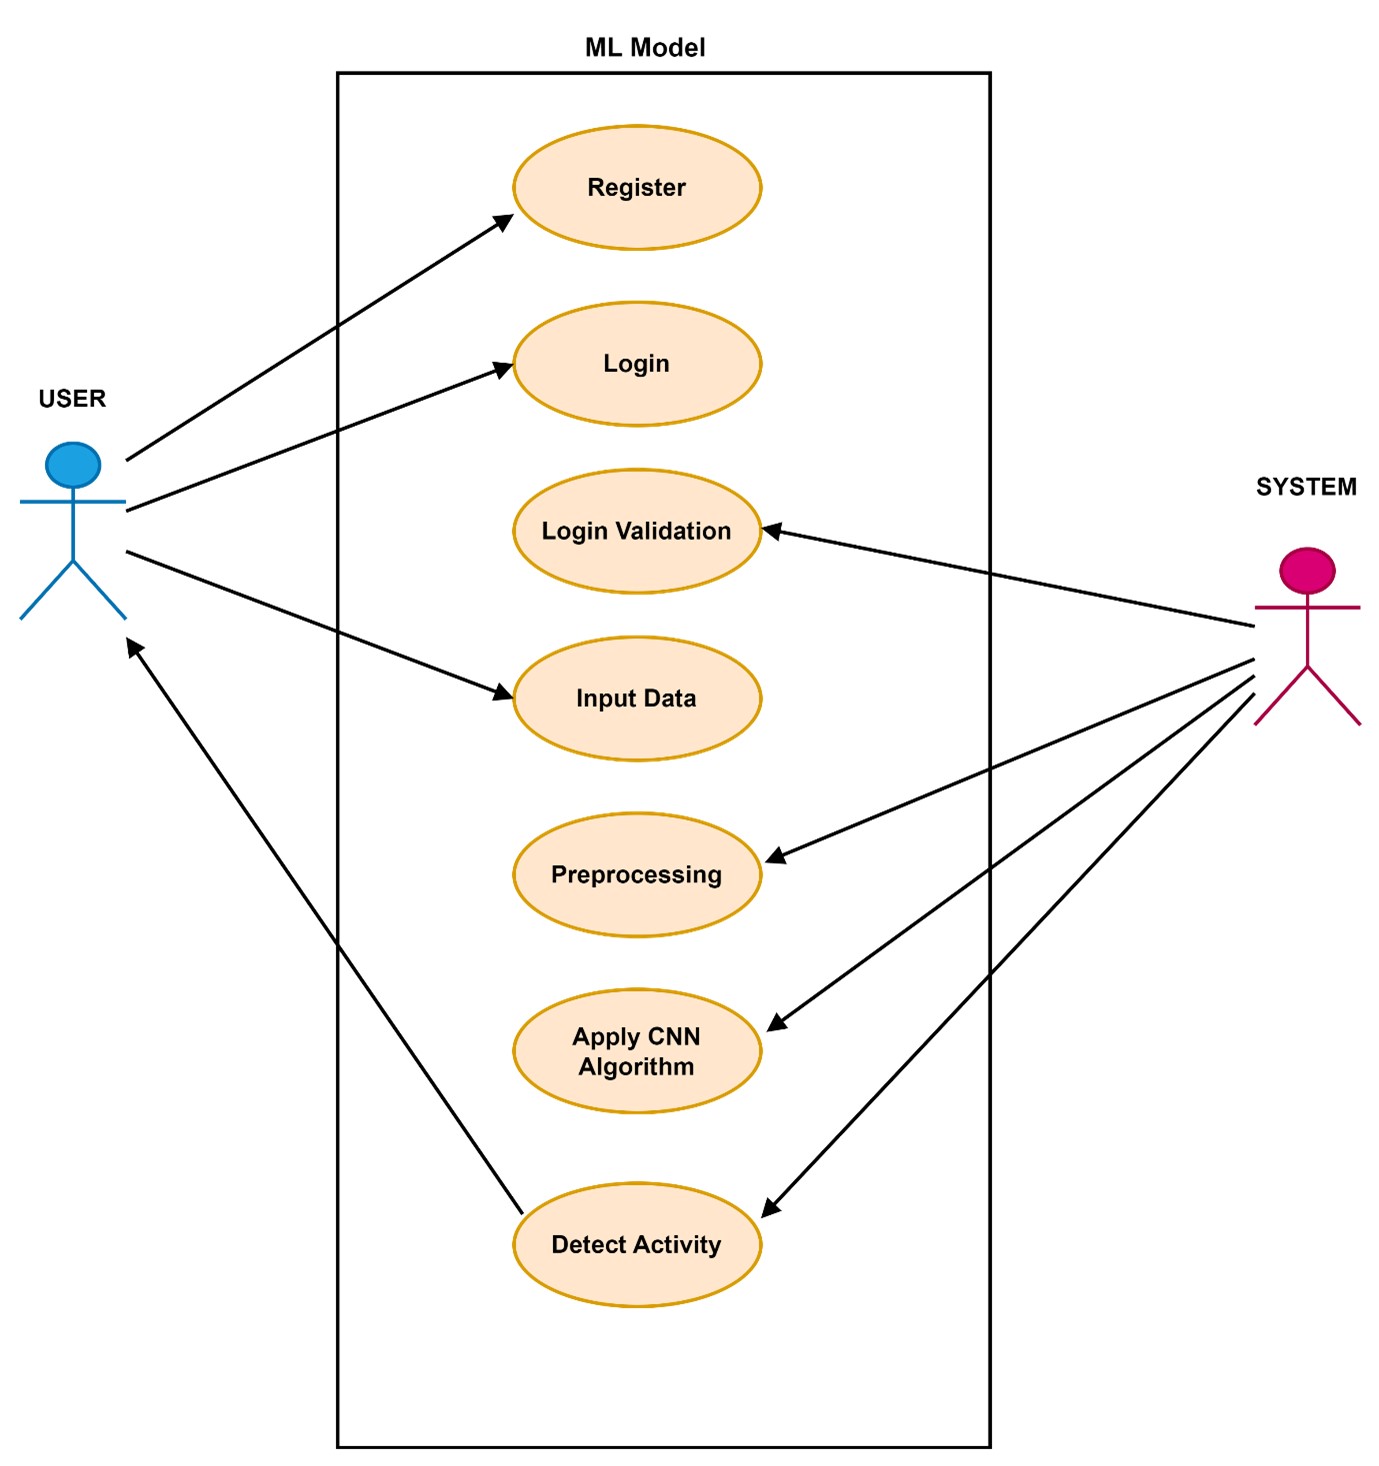 ML Model
Register
Login
USER
SYSTEM
Login Validation
Input Data
Preprocessing
Apply CNN
Algorithm
Detect Activity